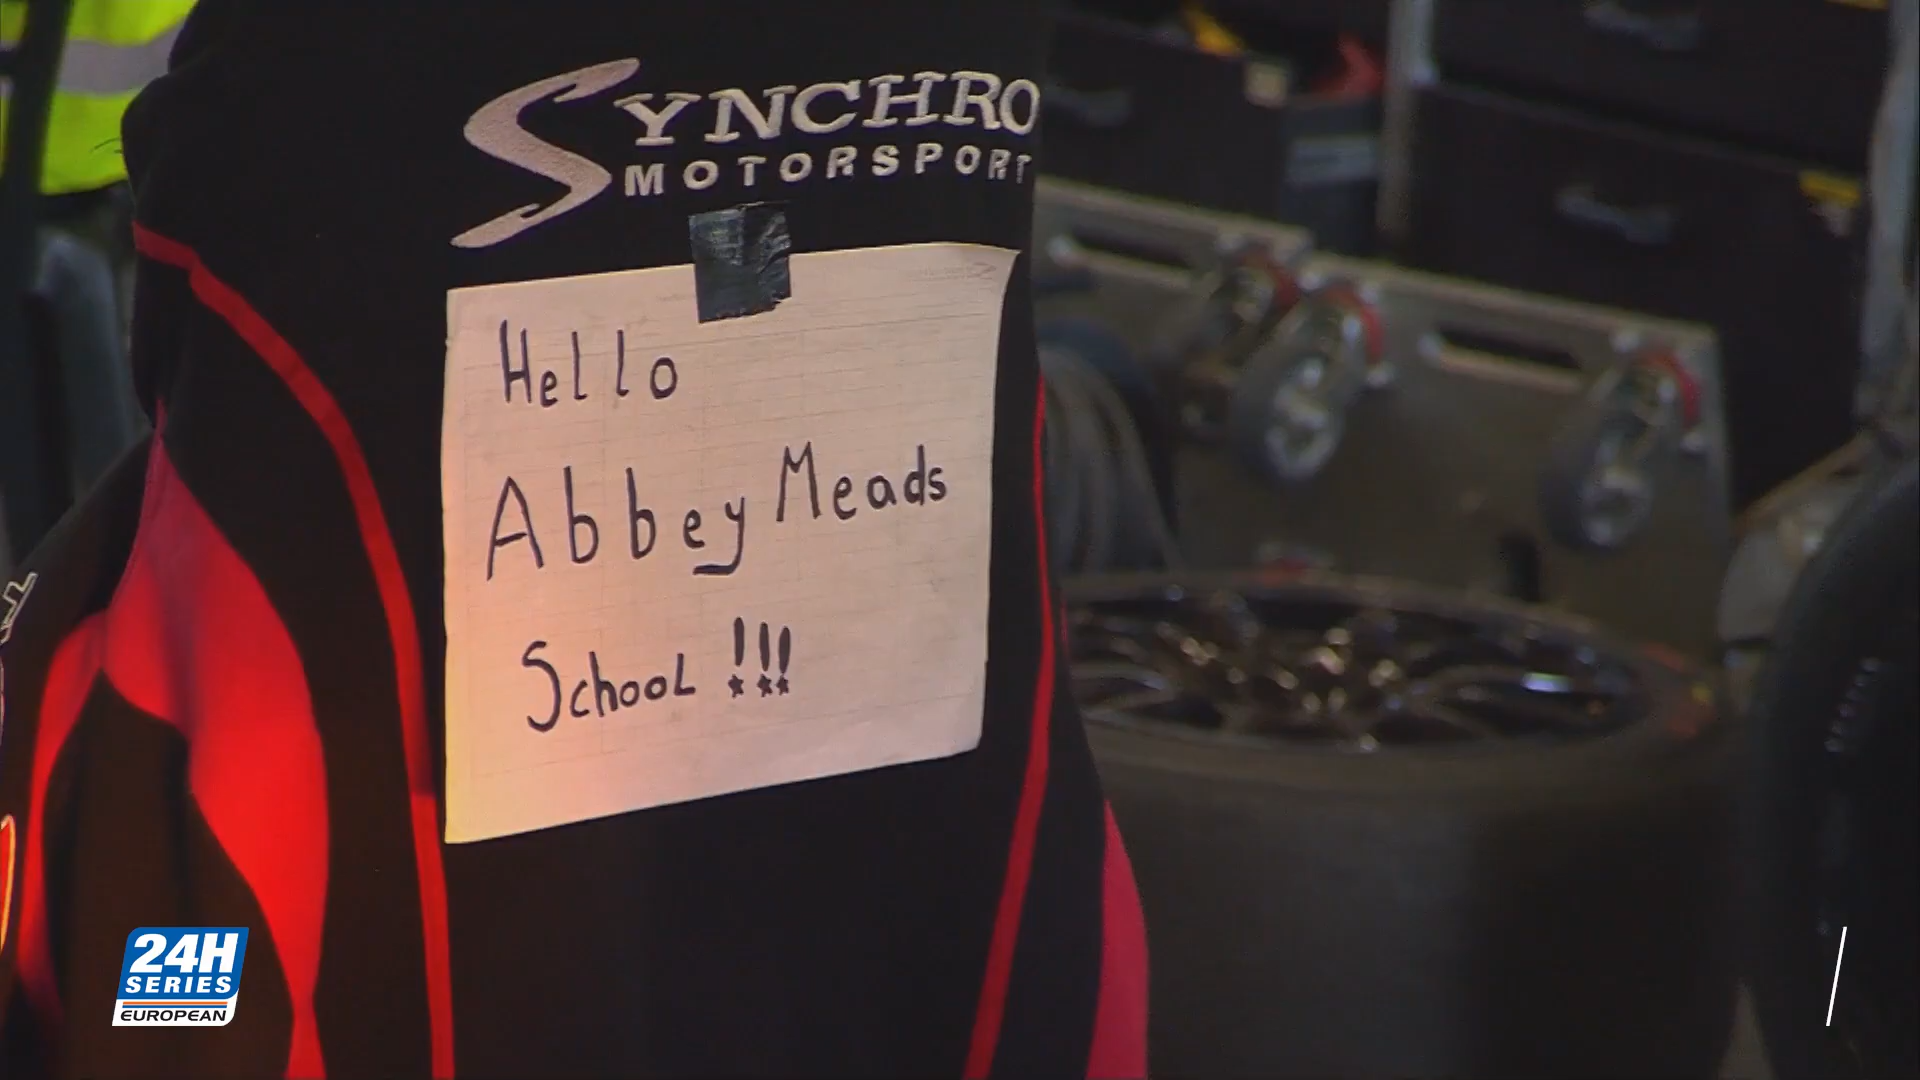 SYNCHRO
MOTORSPORT
Hello
Abbey Meads
School !!!
24H
SERIES
EUROPEAN